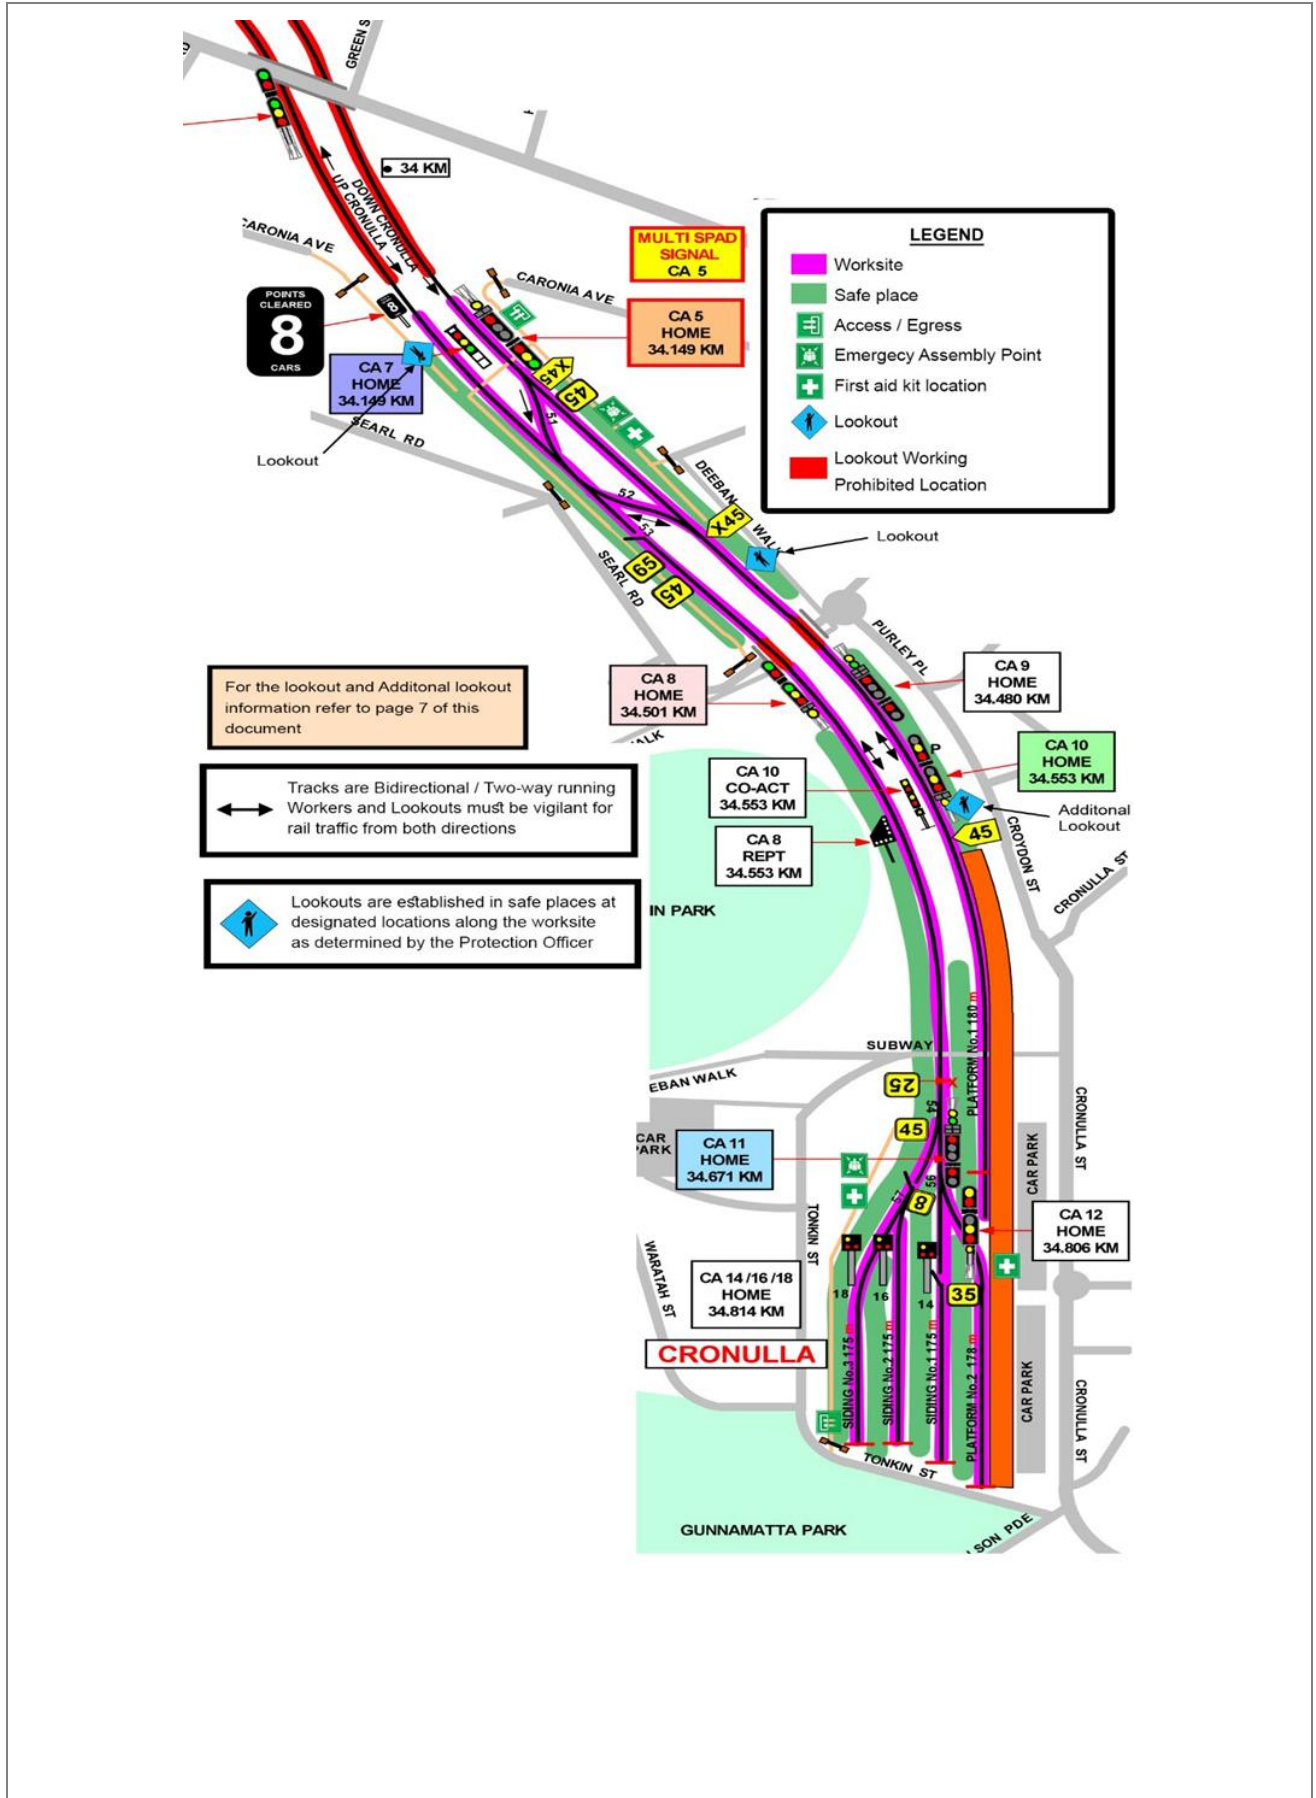 GREEN S
34 KM
UP CRONULLA
DOWN CRONULLA
CARONIA AVE
MULTI SPAD
SIGNAL
CA 5
CARONIA AVE
LEGEND
Worksite
Safe place
Access / Egress
Emergecy Assembly Point
First aid kit location
Lookout
Lookout Working
Prohibited Location
POINTS
CLEARED
8
CARS
CA 5
HOME
34.149 KM
CA 7
HOME
34.149 KM
X45
45
51
SEARL RD
Lookout
DEEBAN WALK
52
53
X45
Lookout
65
45
SEARL RD
PURLEY PL
For the lookout and Additonal lookout
information refer to page 7 of this
document
CA 8
HOME
34.501 KM
CA 9
HOME
34.480 KM
ALK
P
CA 10
HOME
34.553 KM
Tracks are Bidirectional / Two-way running
Workers and Lookouts must be vigilant for
rail traffic from both directions
CA 10
CO-ACT
34.553 KM
Additonal
Lookout
45
CA 8
REPT
34.553 KM
CROYDON ST
CRONULLA ST
Lookouts are established in safe places at
designated locations along the worksite
as determined by the Protection Officer
IN PARK
PLATFORM No.1 180 m
SUBWAY
EBAN WALK
25
X
54
45
CAR
PARK
CA 11
HOME
34.671 KM
CRONULLA ST
CAR PARK
56
57
8
CA 12
HOME
34.806 KM
TONKIN ST
WARATAH ST
CA 14 /16 /18
HOME
34.814 KM
18
16
14
35
CRONULLA
SIDING No.3 175 m
SIDING No.2 175 m
SIDING No.1 175 m
PLATFORM No.2 178 m
CAR PARK
CRONULLA ST
TONKIN ST
GUNNAMATTA PARK
LSON PDE